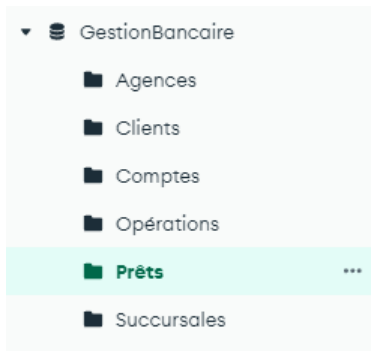 GestionBancaire
Agences
Clients
Comptes
Opérations
Prêts
Succursales